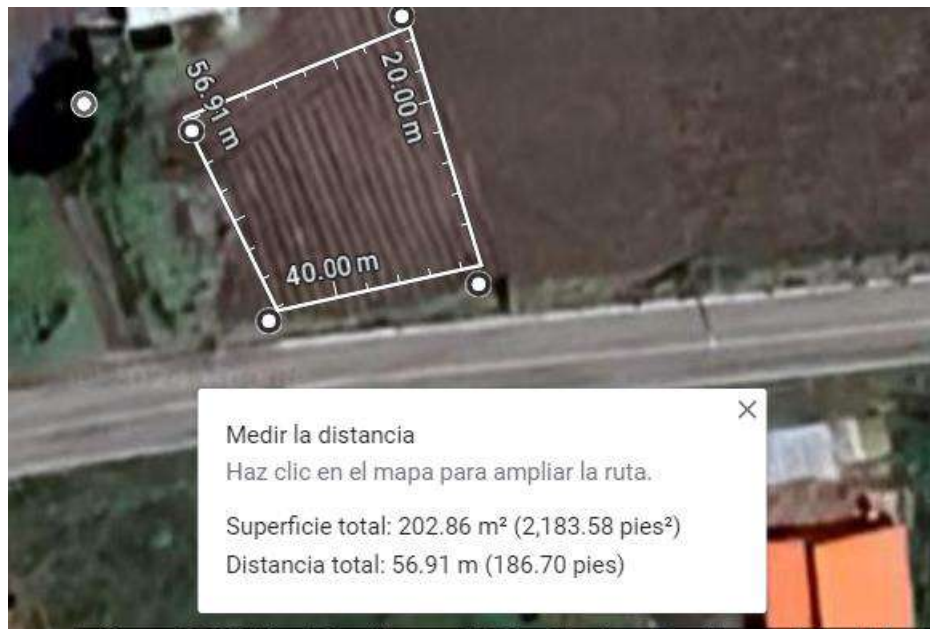 56.91 m
20.00 m
40.00 m
Medir la distancia
Haz clic en el mapa para ampliar la ruta.
Superficie total: 202.86 m² (2,183.58 pies²)
Distancia total: 56.91 m (186.70 pies)